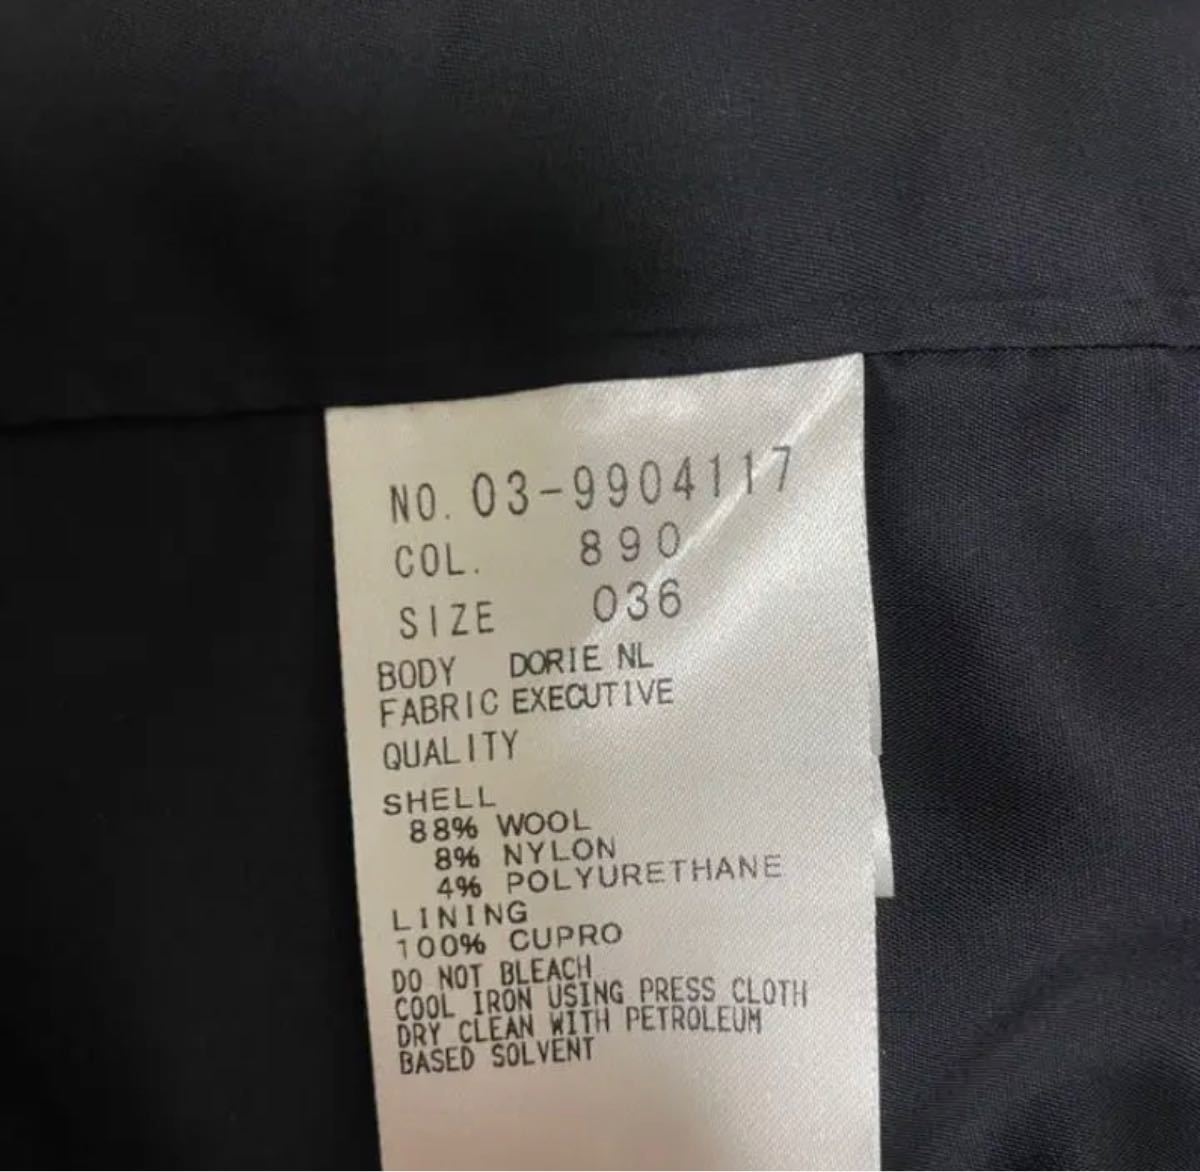 NO. 03-9904117
COL. 890
SIZE 036
BODY DORIE NL
FABRIC EXECUTIVE
QUALITY
SHELL
88% WOOL
8% NYLON
4% POLYURETHANE
LINING
100% CUPRO
DO NOT BLEACH
COOL IRON USING PRESS CLOTH
DRY CLEAN WITH PETROLEUM
BASED SOLVENT